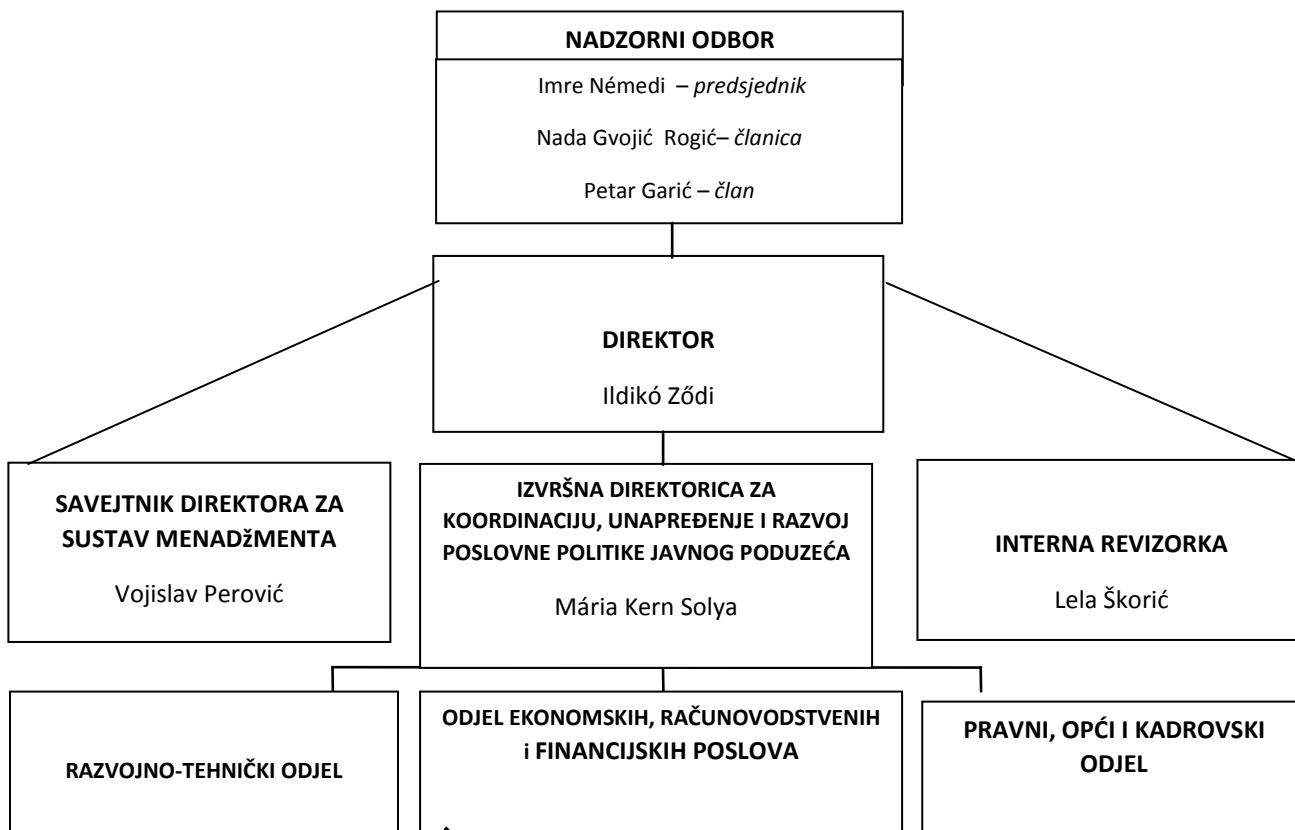 NADZORNI ODBOR
Imre Némedi – predsjednik
Nada Gvojić Rogić– članica
Petar Garić – član
DIREKTOR
Ildikó Ződi
SAVEJTNIK DIREKTORA ZA
SUSTAV MENADžMENTA
Vojislav Perović
IZVRŠNA DIREKTORICA ZA
KOORDINACIJU, UNAPREĐENJE I RAZVOJ
POSLOVNE POLITIKE JAVNOG PODUZEĆA
Mária Kern Solya
INTERNA REVIZORKA
Lela Škorić
RAZVOJNO-TEHNIČKI ODJEL
ODJEL EKONOMSKIH, RAČUNOVODSTVENIH
i FINANCIJSKIH POSLOVA
PRAVNI, OPĆI I KADROVSKI
ODJEL